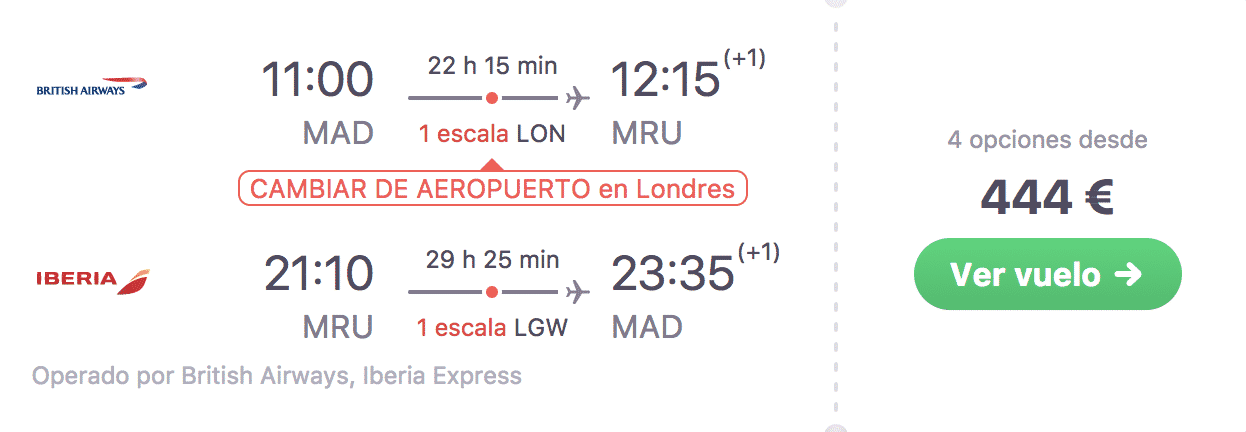 BRITISH AIRWAYS
11:00 22 h 15 min 12:15 (+1)
MAD 1 escala LON MRU
CAMBIAR DE AEROPUERTO en Londres
IBERIA
21:10 29 h 25 min 23:35 (+1)
MRU 1 escala LGW MAD
Operado por British Airways, Iberia Express
4 opciones desde
444 €
Ver vuelo